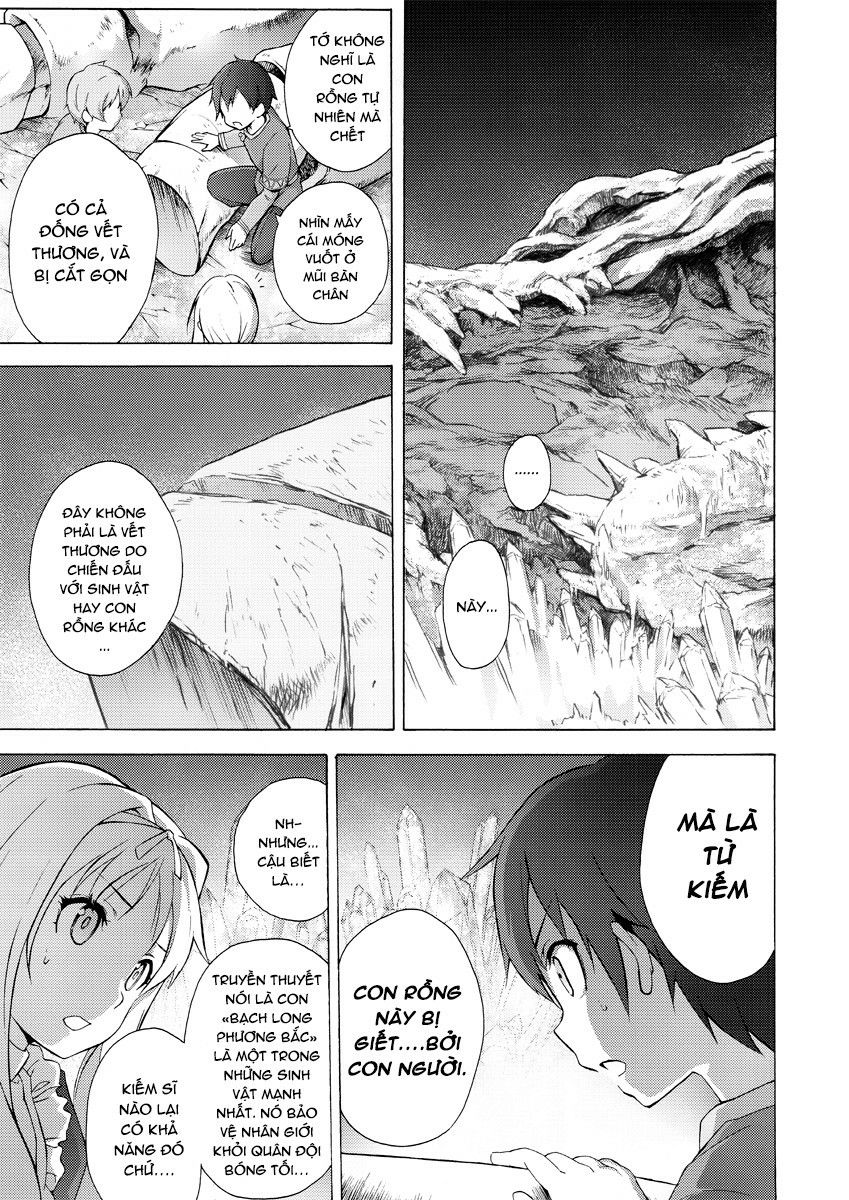 ......
NÀY...
TỚ KHÔNG
NGHĨ LÀ
CON
RỒNG TỰ
NHIÊN MÀ
CHẾT
NHÌN MẤY
CÁI MÓNG
VUỐT Ở
MŨI BÀN
CHÂN
CÓ CẢ
ĐỐNG VẾT
THƯƠNG, VÀ
BỊ CẮT GỌN
ĐÂY KHÔNG
PHẢI LÀ VẾT
THƯƠNG DO
CHIẾN ĐẤU
VỚI SINH VẬT
HAY CON
RỒNG KHÁC
...
MÀ LÀ
TỪ
KIẾM
CON RỒNG
NÀY BỊ
GIẾT....BỞI
CON NGƯỜI.
NH-
NHƯNG...
CẬU BIẾT
LÀ...
TRUYỀN THUYẾT
NÓI LÀ CON
«BẠCH LONG
PHƯƠNG BẮC»
LÀ MỘT TRONG
NHỮNG SINH
VẬT MẠNH
NHẤT. NÓ BẢO
VỆ NHÂN GIỚI
KHỎI QUÂN ĐỘI
BÓNG TỐI...
KIẾM SĨ
NÀO LẠI
CÓ KHẢ
NĂNG ĐÓ
CHỨ....